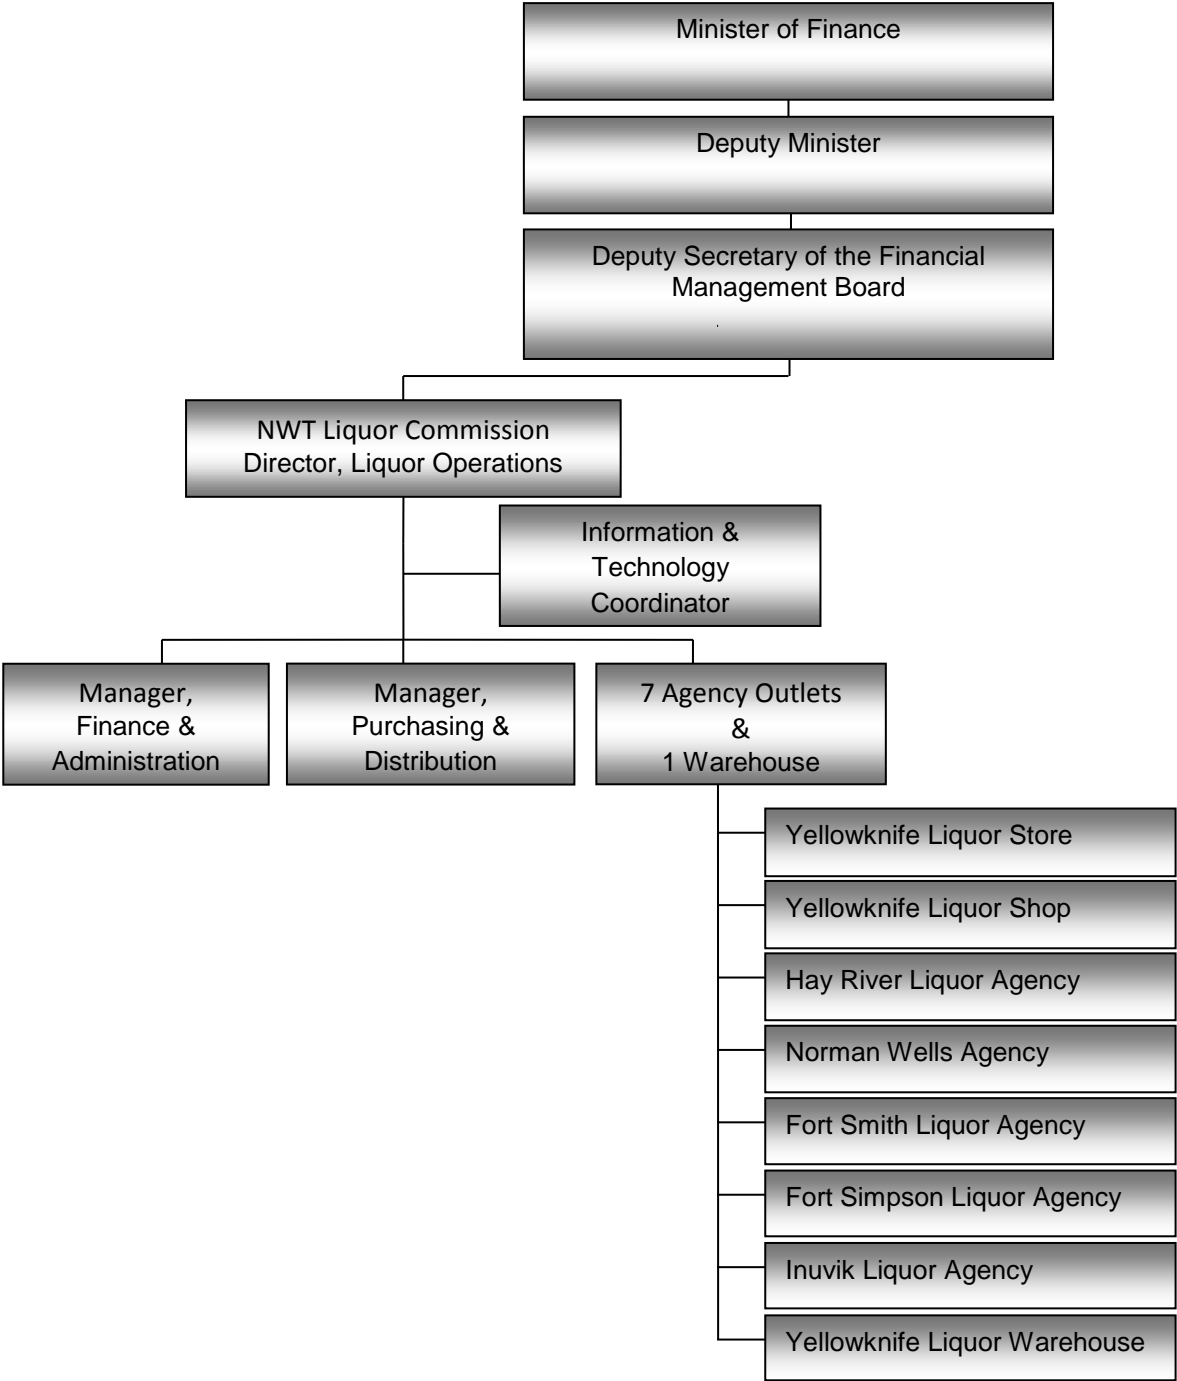 Minister of Finance
Deputy Minister
Deputy Secretary of the Financial
Management Board
.
NWT Liquor Commission
Director, Liquor Operations
Information &
Technology
Coordinator
Manager,
Finance &
Administration
Manager,
Purchasing &
Distribution
7 Agency Outlets
&
1 Warehouse
Yellowknife Liquor Store
Yellowknife Liquor Shop
Hay River Liquor Agency
Norman Wells Agency
Fort Smith Liquor Agency
Fort Simpson Liquor Agency
Inuvik Liquor Agency
Yellowknife Liquor Warehouse